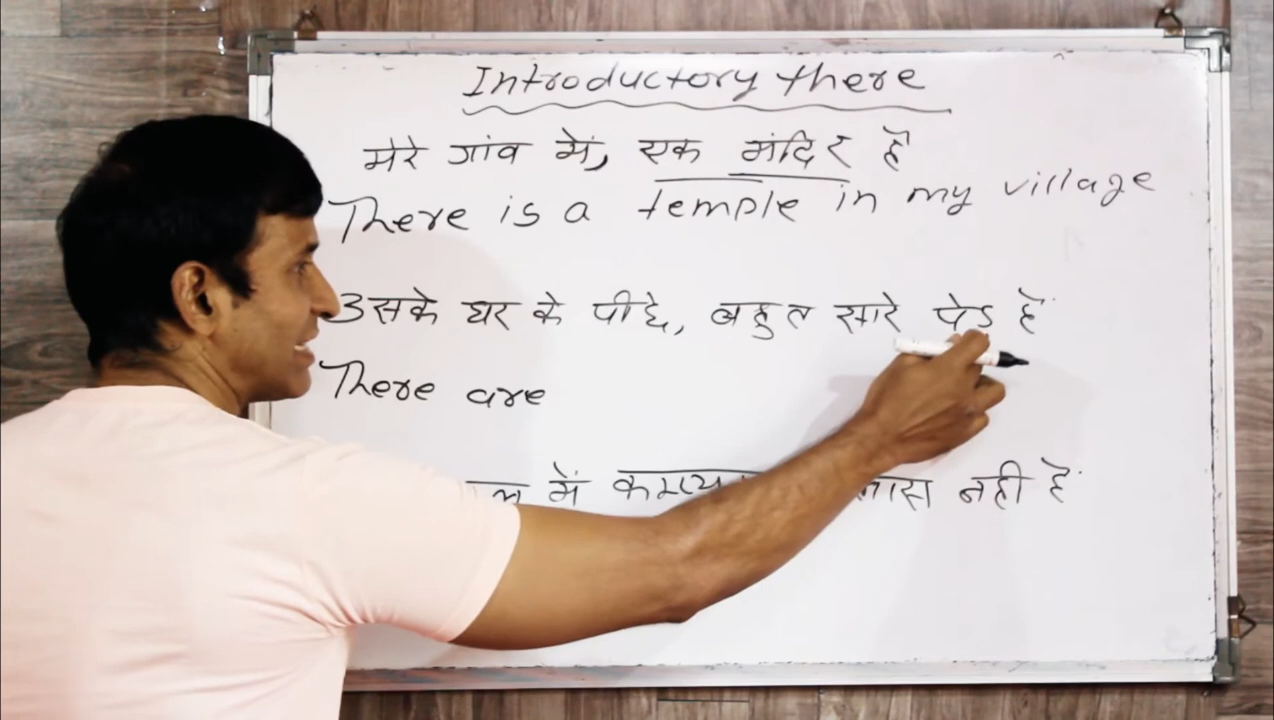 Introductory there
मेरे गांव में, एक मंदिर है
There is a temple in my village
उसके घर के पीछे, बहुत सारे पेड हैं
There are
में नही है